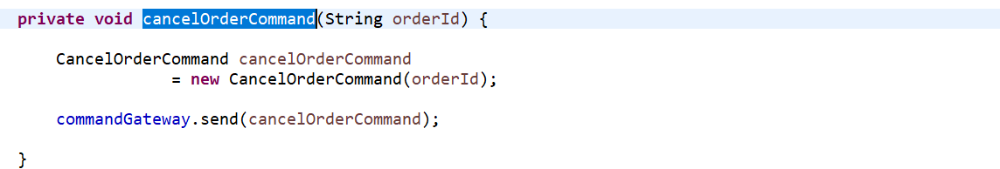 private void cancelOrderCommand(String orderId) {
CancelOrderCommand cancelOrderCommand
= new CancelOrderCommand(orderId);
commandGateway.send(cancelOrderCommand);
}